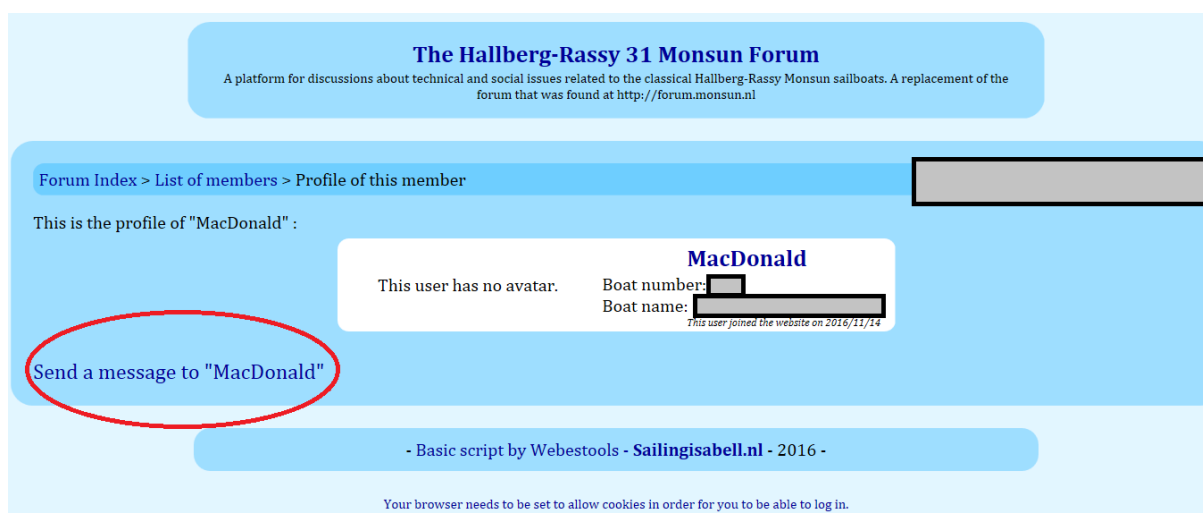 The Hallberg-Rassy 31 Monsun Forum
A platform for discussions about technical and social issues related to the classical Hallberg-Rassy Monsun sailboats. A replacement of the
forum that was found at http://forum.monsun.nl
Forum Index > List of members > Profile of this member
This is the profile of "MacDonald" :
MacDonald
This user has no avatar.
Boat number:
Boat name:
This user joined the website on 2016/11/14
Send a message to "MacDonald"
- Basic script by Webestools - Sailingisabell.nl - 2016 -
Your browser needs to be set to allow cookies in order for you to be able to log in.